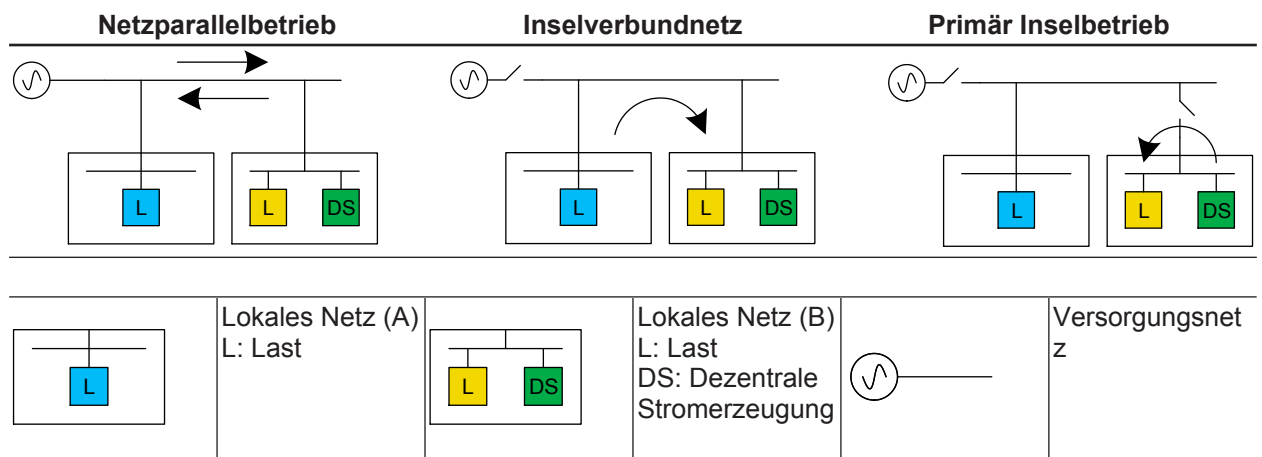 Netzparallelbetrieb Inselverbundnetz Primär Inselbetrieb
L L DS L L DS L L DS
Lokales Netz (A) Lokales Netz (B) Versorgungsnet
L: Last L: Last z
DS: Dezentrale
L L DS Stromerzeugung